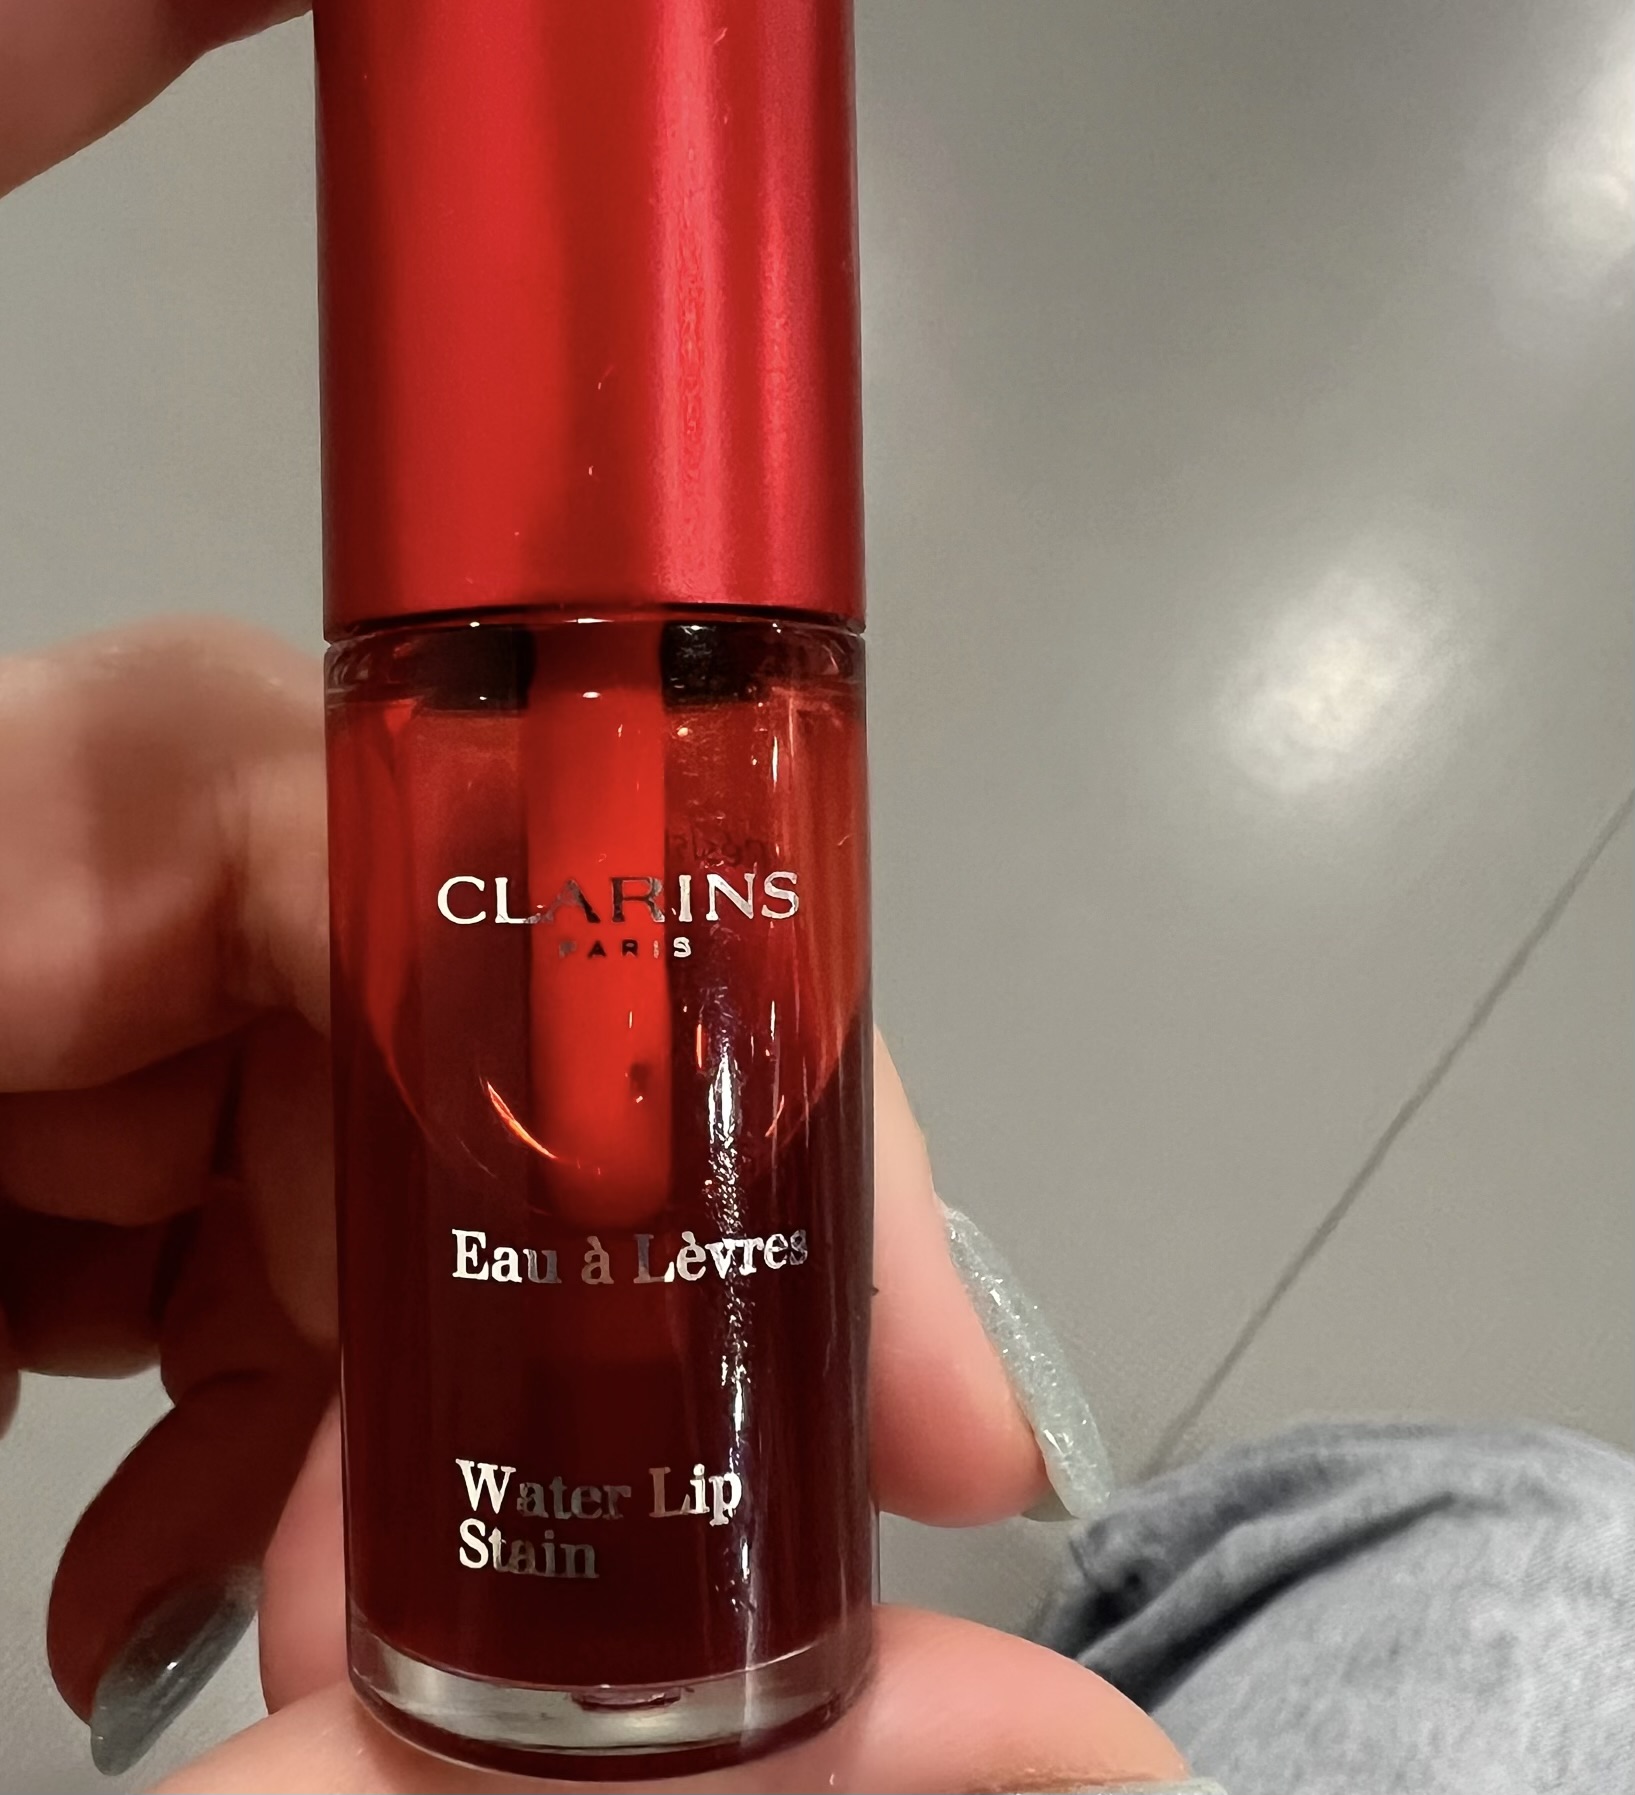 CLARINS
PARIS
Eau à Lèvres
Water Lip
Stain